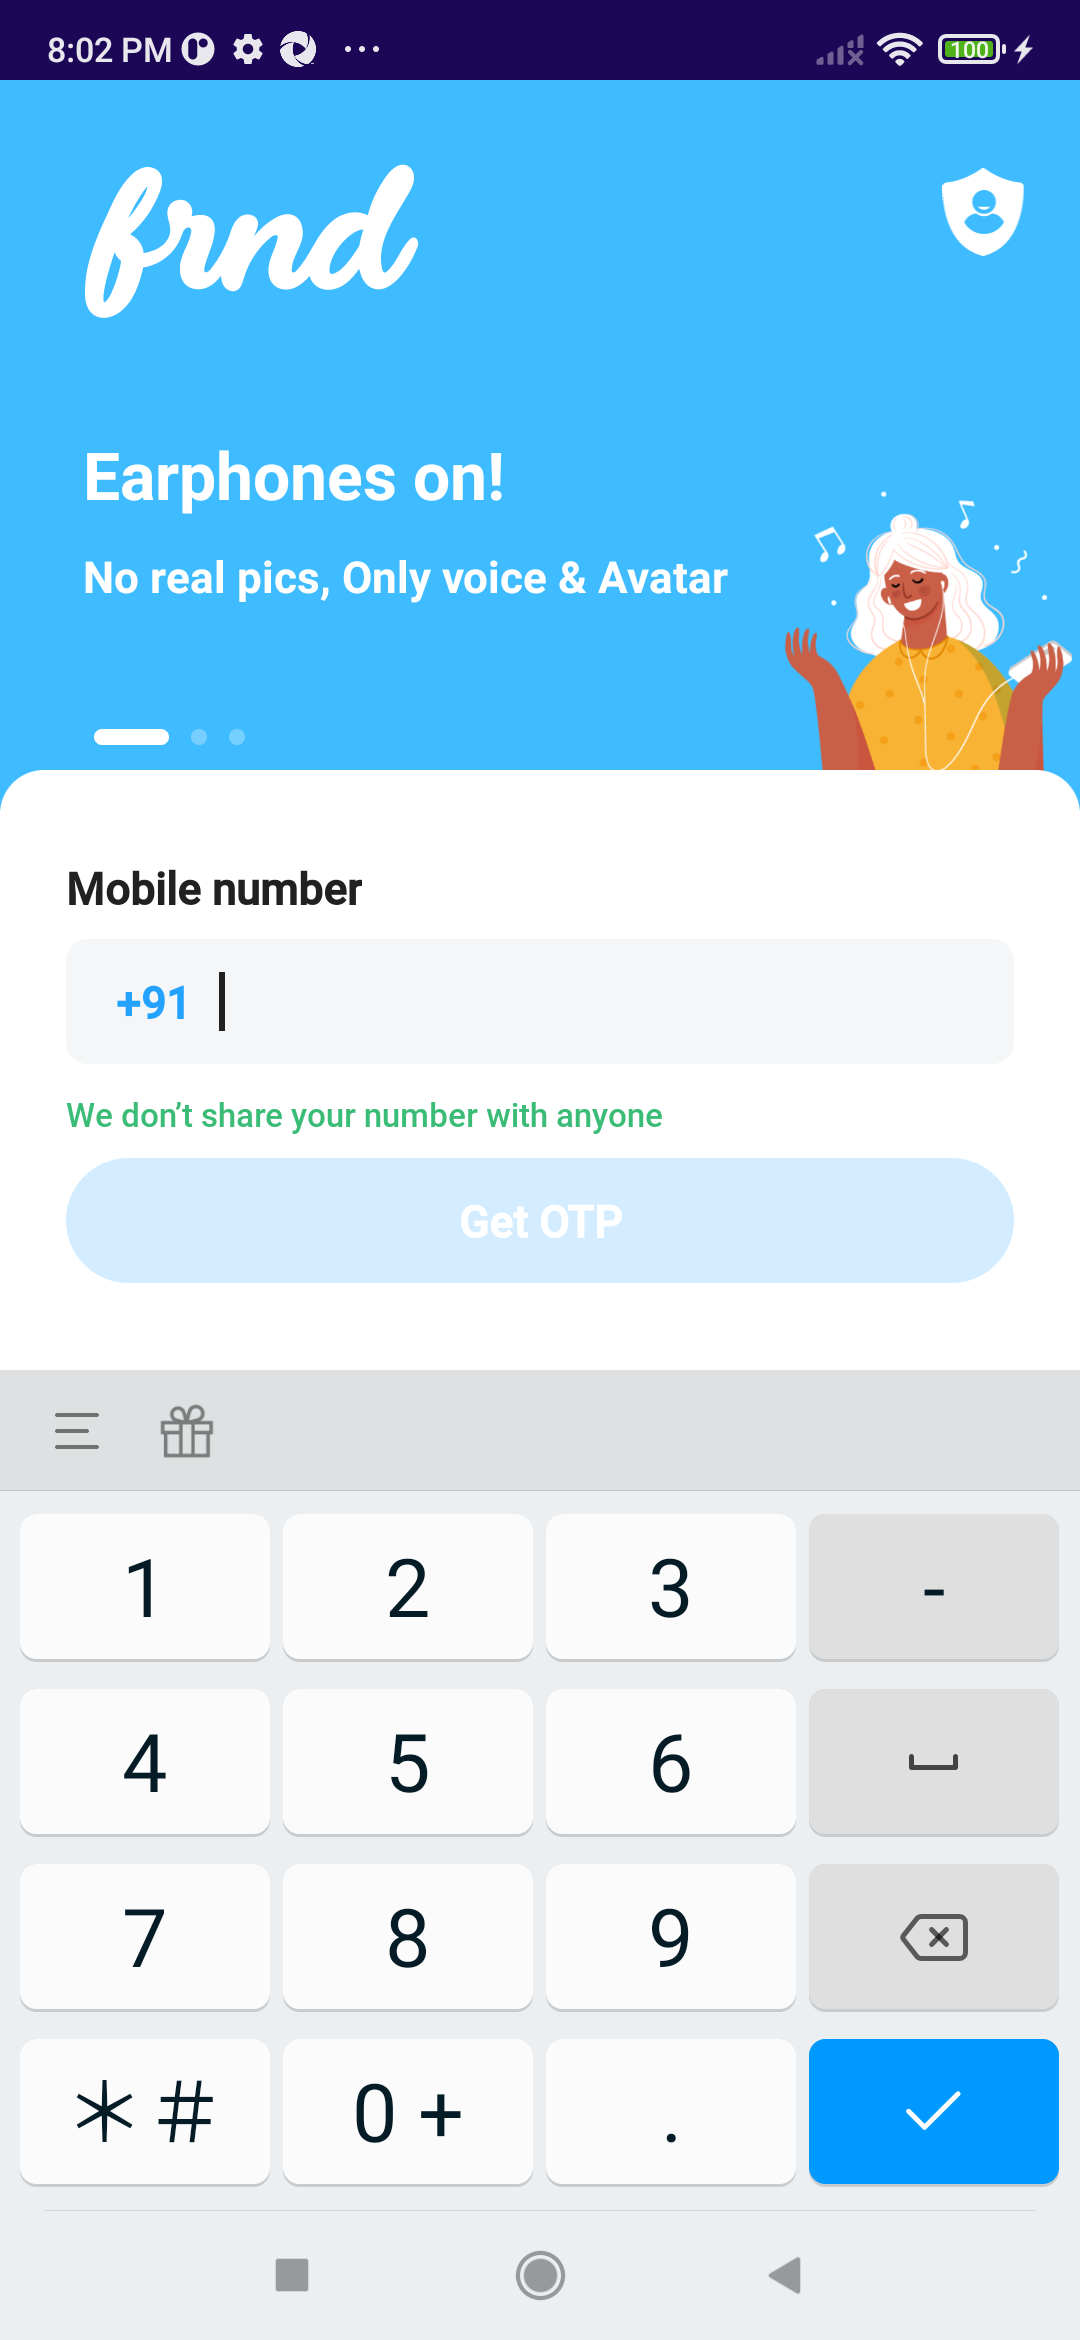 8:02 PM
100
frnd
Earphones on!
No real pics, Only voice & Avatar
Mobile number
+91
We don’t share your number with anyone
Get OTP
1 2 3 -
4 5 6
7 8 9
* # 0 + .